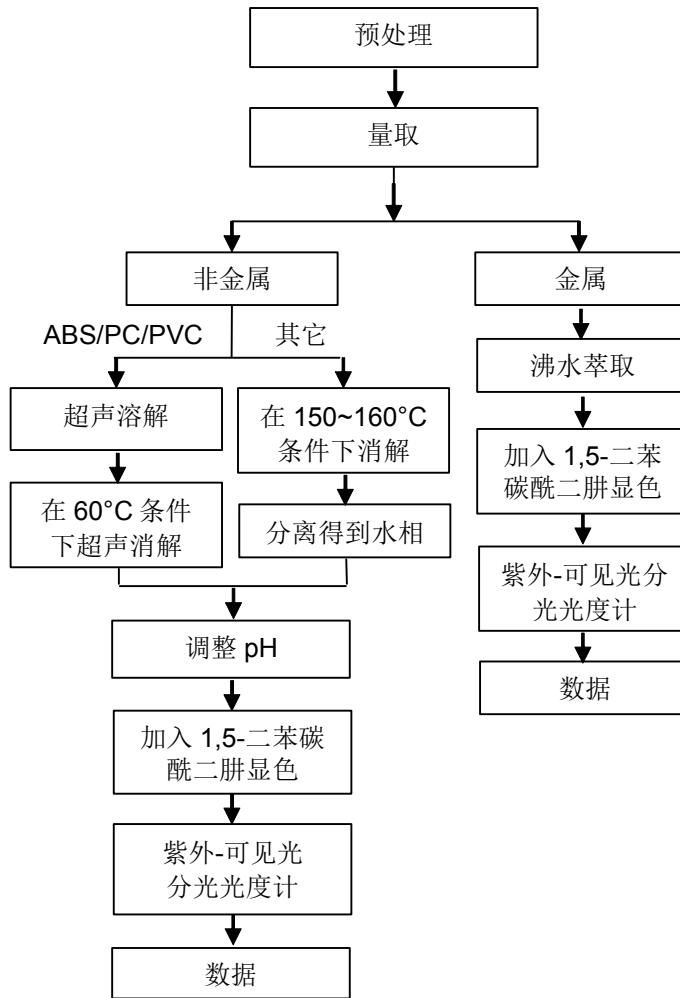 预处理
量取
非金属
金属
ABS/PC/PVC
其它
沸水萃取
超声溶解
在 150~160°C
条件下消解
加入 1,5-二苯
碳酰二肼显色
在 60°C 条件
下超声消解
分离得到水相
紫外-可见光分
光光度计
调整 pH
数据
加入 1,5-二苯碳
酰二肼显色
紫外-可见光
分光光度计
数据